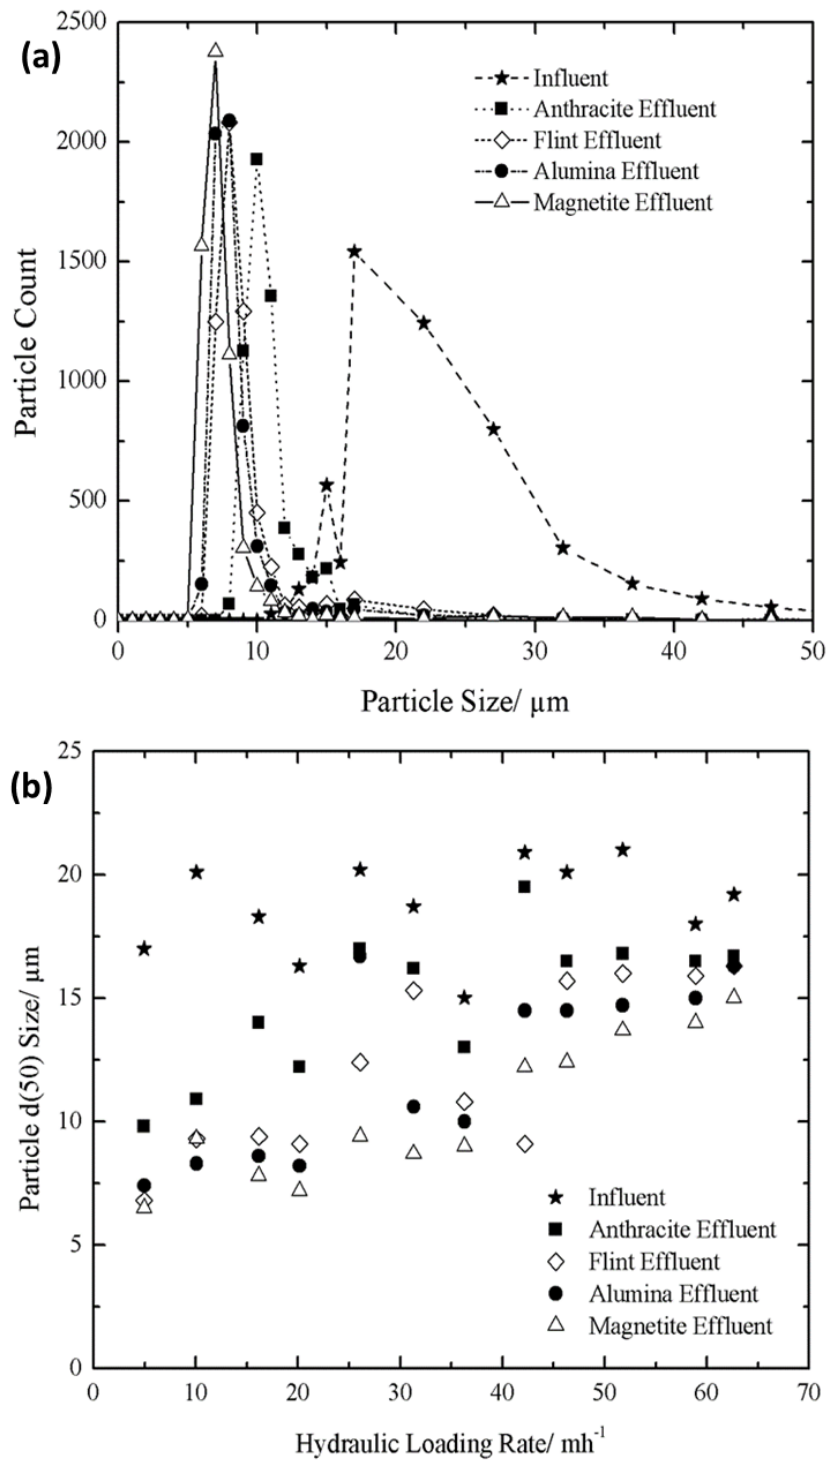 (a)
2500
2000
1500
1000
500
0
Particle Count
Influent
Anthracite Effluent
Flint Effluent
Alumina Effluent
Magnetite Effluent
0 10 20 30 40 50
Particle Size/ µm
(b)
25
20
15
10
5
0
Particle d(50) Size/ µm
Influent
Anthracite Effluent
Flint Effluent
Alumina Effluent
Magnetite Effluent
0 10 20 30 40 50 60 70
Hydraulic Loading Rate/ mh⁻¹